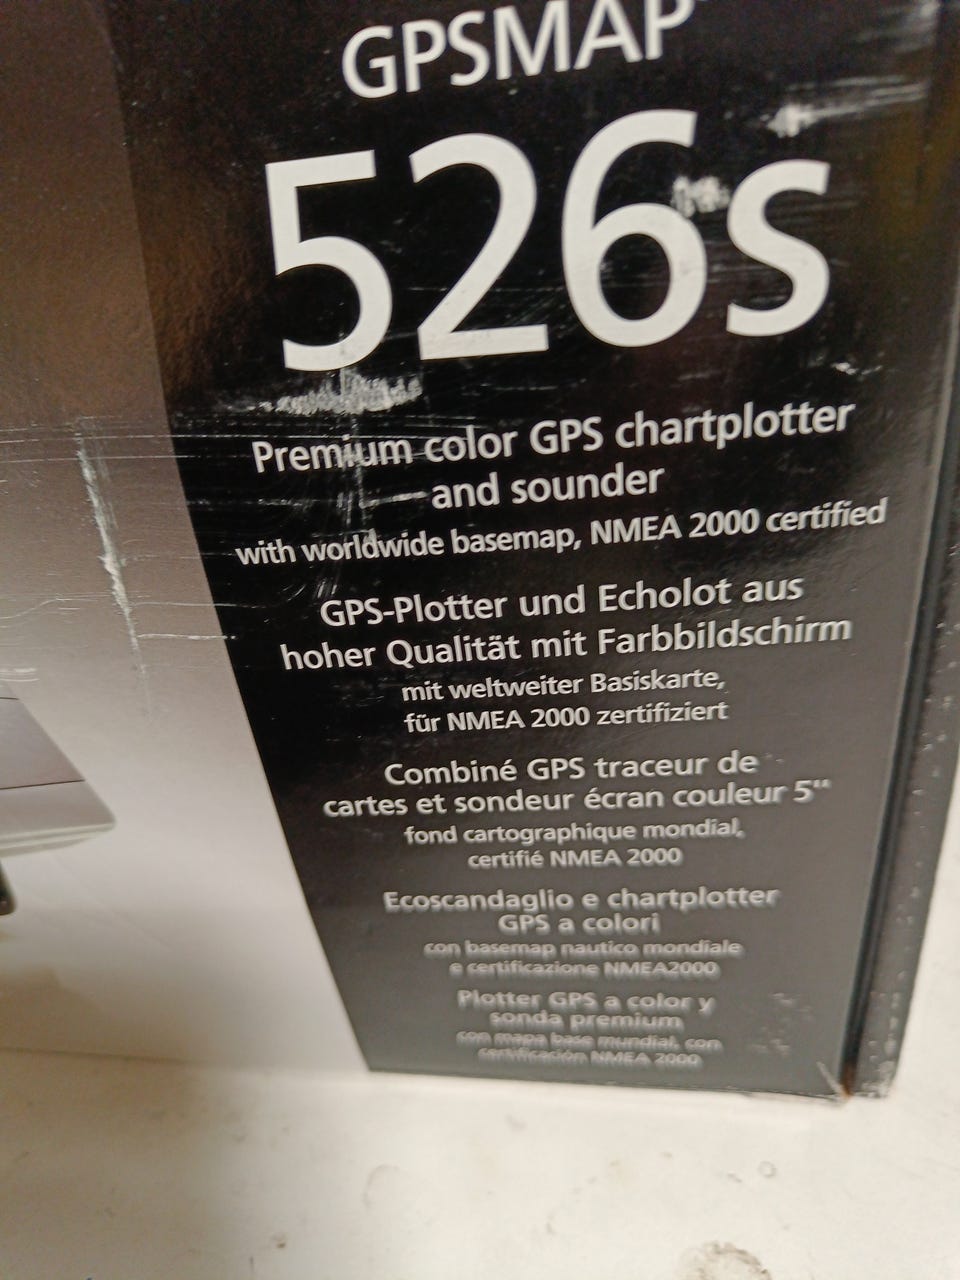 GPSMAP
526s
Premium color GPS chartplotter
and sounder
with worldwide basemap, NMEA 2000 certified
GPS-Plotter und Echolot aus
hoher Qualität mit Farbbildschirm
mit weltweiter Basiskarte,
für NMEA 2000 zertifiziert
Combiné GPS traceur de
cartes et sondeur écran couleur 5"
fond cartographique mondial,
certifié NMEA 2000
Ecoscandaglio e chartplotter
GPS a colori
con basemap nautico mondiale
e certificazione NMEA2000
Plotter GPS a color y
sonda premium
con mapa base mundial, con
certificación NMEA 2000